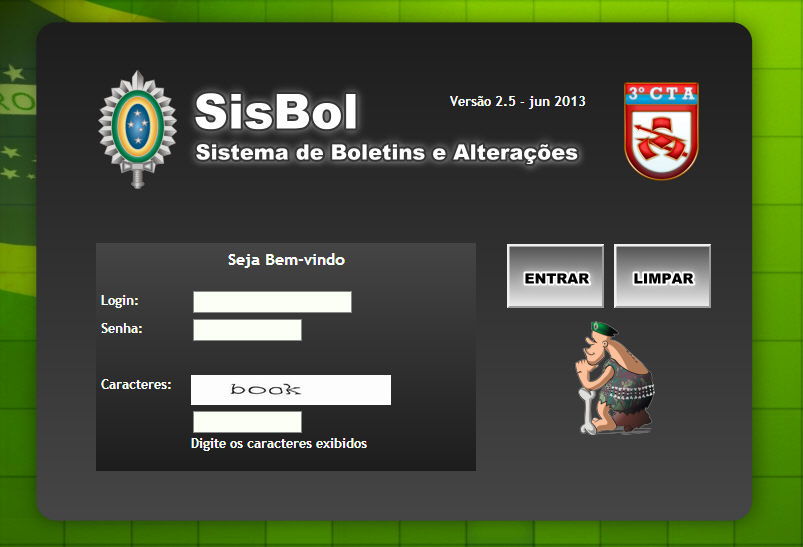 RO
SisBol
Versão 2.5 - jun 2013
3º C T A
Sistema de Boletins e Alterações
Seja Bem-vindo
ENTRAR
LIMPAR
Login:
Senha:
Caracteres:
book
Digite os caracteres exibidos